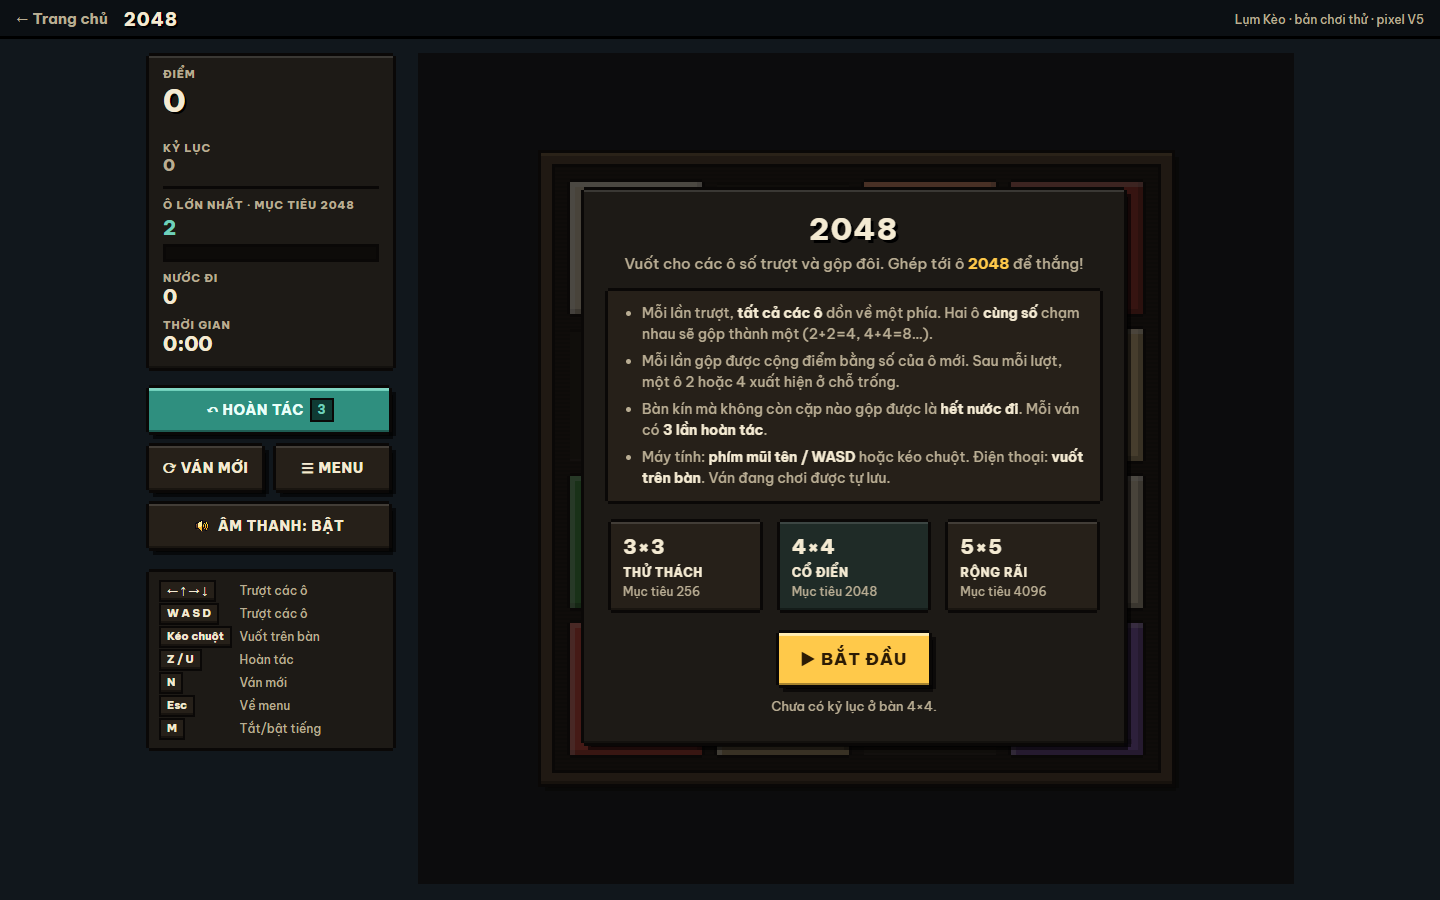 ← Trang chủ 2048
Lụm Kèo · bản chơi thử · pixel V5
ĐIỂM
0
KỶ LỤC
0
Ô LỚN NHẤT · MỤC TIÊU 2048
2
NƯỚC ĐI
0
THỜI GIAN
0:00
↶ HOÀN TÁC 3
⟳ VÁN MỚI
☰ MENU
🔊 ÂM THANH: BẬT
←↑→↓ Trượt các ô
W A S D Trượt các ô
Kéo chuột Vuốt trên bàn
Z / U Hoàn tác
N Ván mới
Esc Về menu
M Tắt/bật tiếng
2048
Vuốt cho các ô số trượt và gộp đôi. Ghép tới ô 2048 để thắng!
• Mỗi lần trượt, tất cả các ô dồn về một phía. Hai ô cùng số chạm
nhau sẽ gộp thành một (2+2=4, 4+4=8...).
• Mỗi lần gộp được cộng điểm bằng số của ô mới. Sau mỗi lượt,
một ô 2 hoặc 4 xuất hiện ở chỗ trống.
• Bàn kín mà không còn cặp nào gộp được là hết nước đi. Mỗi ván
có 3 lần hoàn tác.
• Máy tính: phím mũi tên / WASD hoặc kéo chuột. Điện thoại: vuốt
trên bàn. Ván đang chơi được tự lưu.
3×3
THỬ THÁCH
Mục tiêu 256
4×4
CỔ ĐIỂN
Mục tiêu 2048
5×5
RỘNG RÃI
Mục tiêu 4096
▶ BẮT ĐẦU
Chưa có kỷ lục ở bàn 4×4.